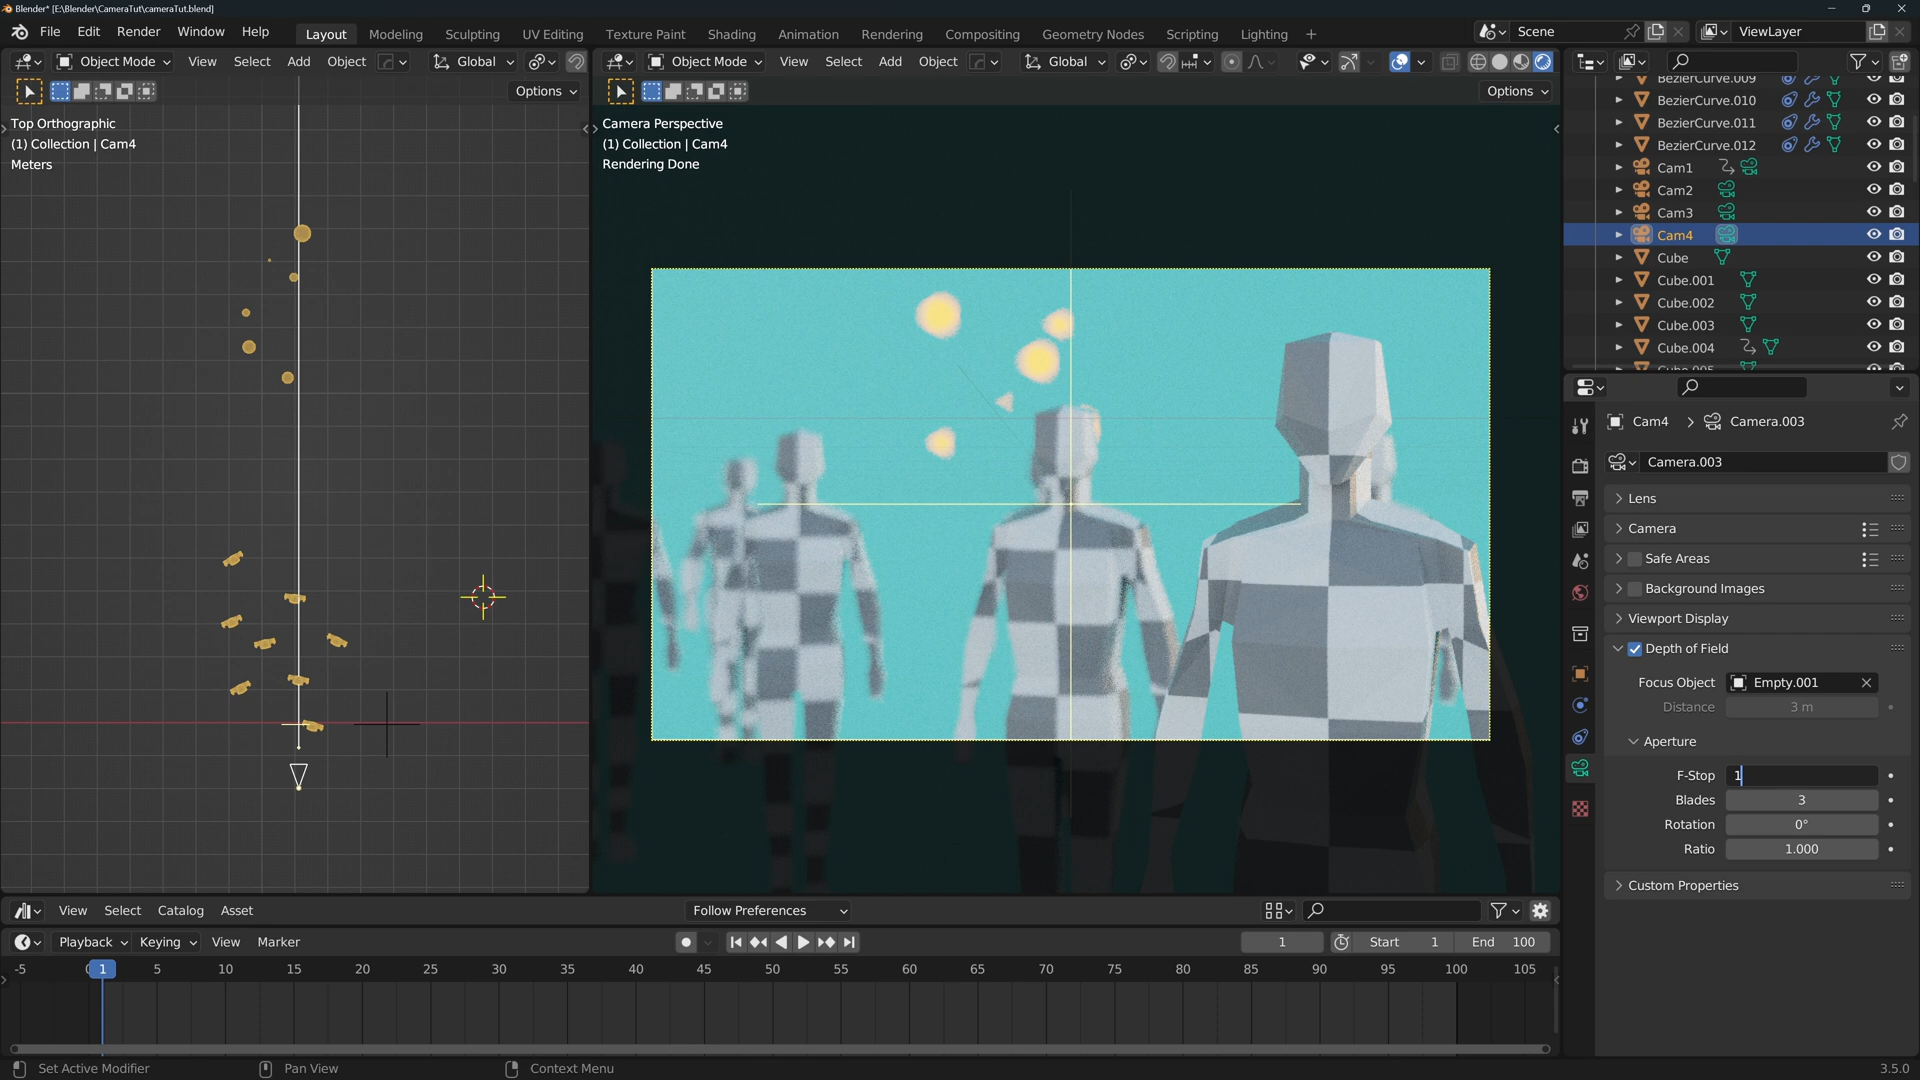 Blender* [E:\Blender\CameraTut\cameraTut.blend]
File Edit Render Window Help Layout Modeling Sculpting UV Editing Texture Paint Shading Animation Rendering Compositing Geometry Nodes Scripting Lighting + Scene ViewLayer
Object Mode View Select Add Object Global
Object Mode View Select Add Object Global
Options
Options
Top Orthographic
(1) Collection | Cam4
Meters
Camera Perspective
(1) Collection | Cam4
Rendering Done
BezierCurve.009
BezierCurve.010
BezierCurve.011
BezierCurve.012
Cam1
Cam2
Cam3
Cam4
Cube
Cube.001
Cube.002
Cube.003
Cube.004
Cube.005
Cam4 > Camera.003
Camera.003
Lens
Camera
Safe Areas
Background Images
Viewport Display
Depth of Field
Focus Object Empty.001
Distance 3 m
Aperture
F-Stop 1
Blades 3
Rotation 0°
Ratio 1.000
Custom Properties
View Select Catalog Asset Follow Preferences
Playback Keying View Marker 1 Start 1 End 100
-5 0 1 5 10 15 20 25 30 35 40 45 50 55 60 65 70 75 80 85 90 95 100 105
Set Active Modifier Pan View Context Menu 3.5.0